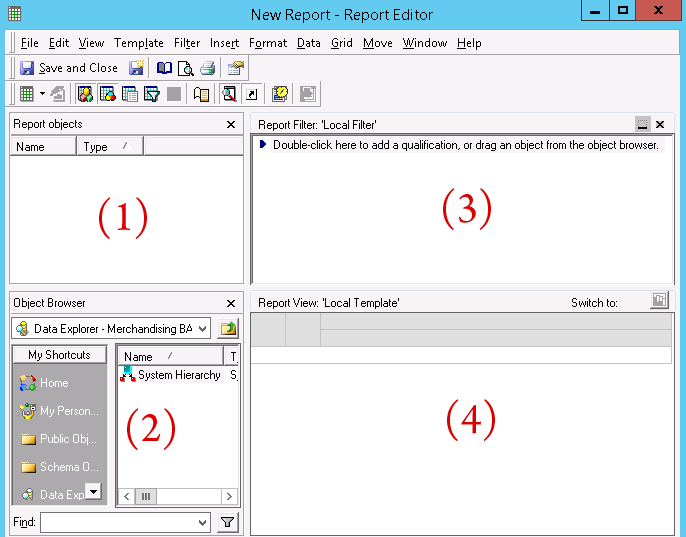 New Report - Report Editor
File Edit View Template Filter Insert Format Data Grid Move Window Help
Save and Close
Report objects
Name Type
(1)
Report Filter: 'Local Filter'
Double-click here to add a qualification, or drag an object from the object browser.
(3)
Object Browser
Data Explorer - Merchandising BA
My Shortcuts
Home
My Person...
Public Obj...
Schema O...
Data Exp
Name T
System Hierarchy S
(2)
Find:
Report View: 'Local Template'
Switch to:
(4)